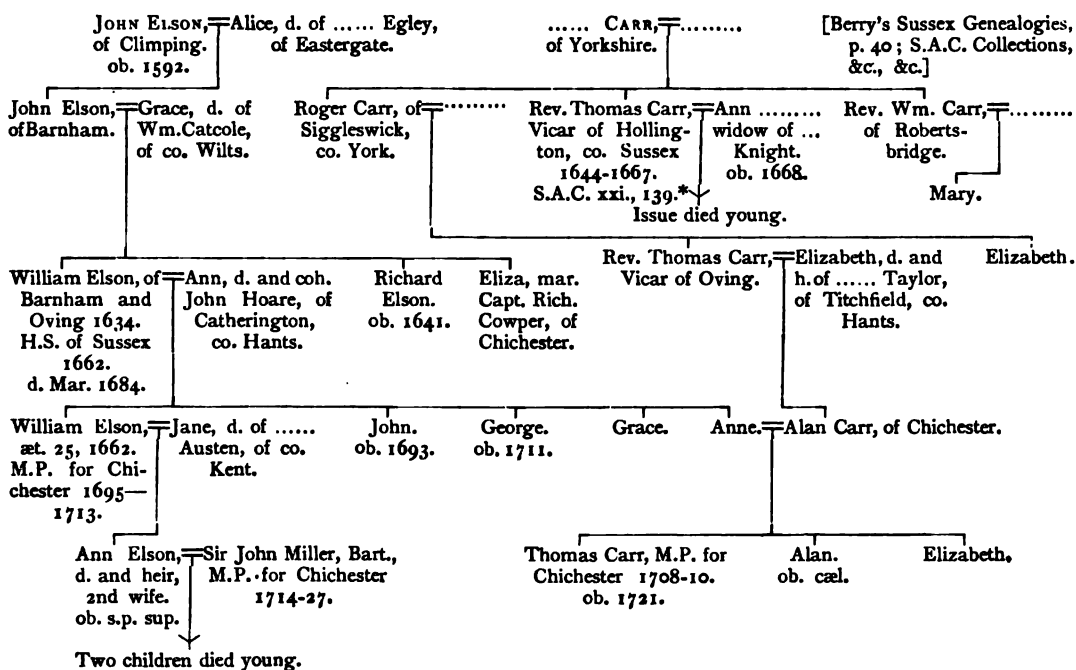 JOHN ELSON, of Climping. ob. 1592.
Alice, d. of ...... Egley, of Eastergate.
...... CARR, of Yorkshire.
.........
[Berry's Sussex Genealogies, p. 40; S.A.C. Collections, &c., &c.]
John Elson, of Barnham.
Grace, d. of Wm. Catcole, of co. Wilts.
Roger Carr, of Siggleswick, co. York.
.........
Rev. Thomas Carr, Vicar of Hollington, co. Sussex 1644-1667. S.A.C. xxi., 139.*
Ann ......... widow of ... Knight. ob. 1668.
Rev. Wm. Carr, of Robertsbridge.
.........
Issue died young.
Mary.
Rev. Thomas Carr, Vicar of Oving.
Elizabeth, d. and h. of ...... Taylor, of Titchfield, co. Hants.
Elizabeth.
William Elson, of Barnham and Oving 1634. H.S. of Sussex 1662. d. Mar. 1684.
Ann, d. and coh. John Hoare, of Catherington, co. Hants.
Richard Elson. ob. 1641.
Eliza, mar. Capt. Rich. Cowper, of Chichester.
William Elson, æt. 25, 1662. M.P. for Chichester 1695—1713.
Jane, d. of ...... Austen, of co. Kent.
John. ob. 1693.
George. ob. 1711.
Grace.
Anne.
Alan Carr, of Chichester.
Ann Elson, d. and heir, 2nd wife. ob. s.p. sup.
Sir John Miller, Bart., M.P. for Chichester 1714-27.
Thomas Carr, M.P. for Chichester 1708-10. ob. 1721.
Alan. ob. cæl.
Elizabeth.
Two children died young.